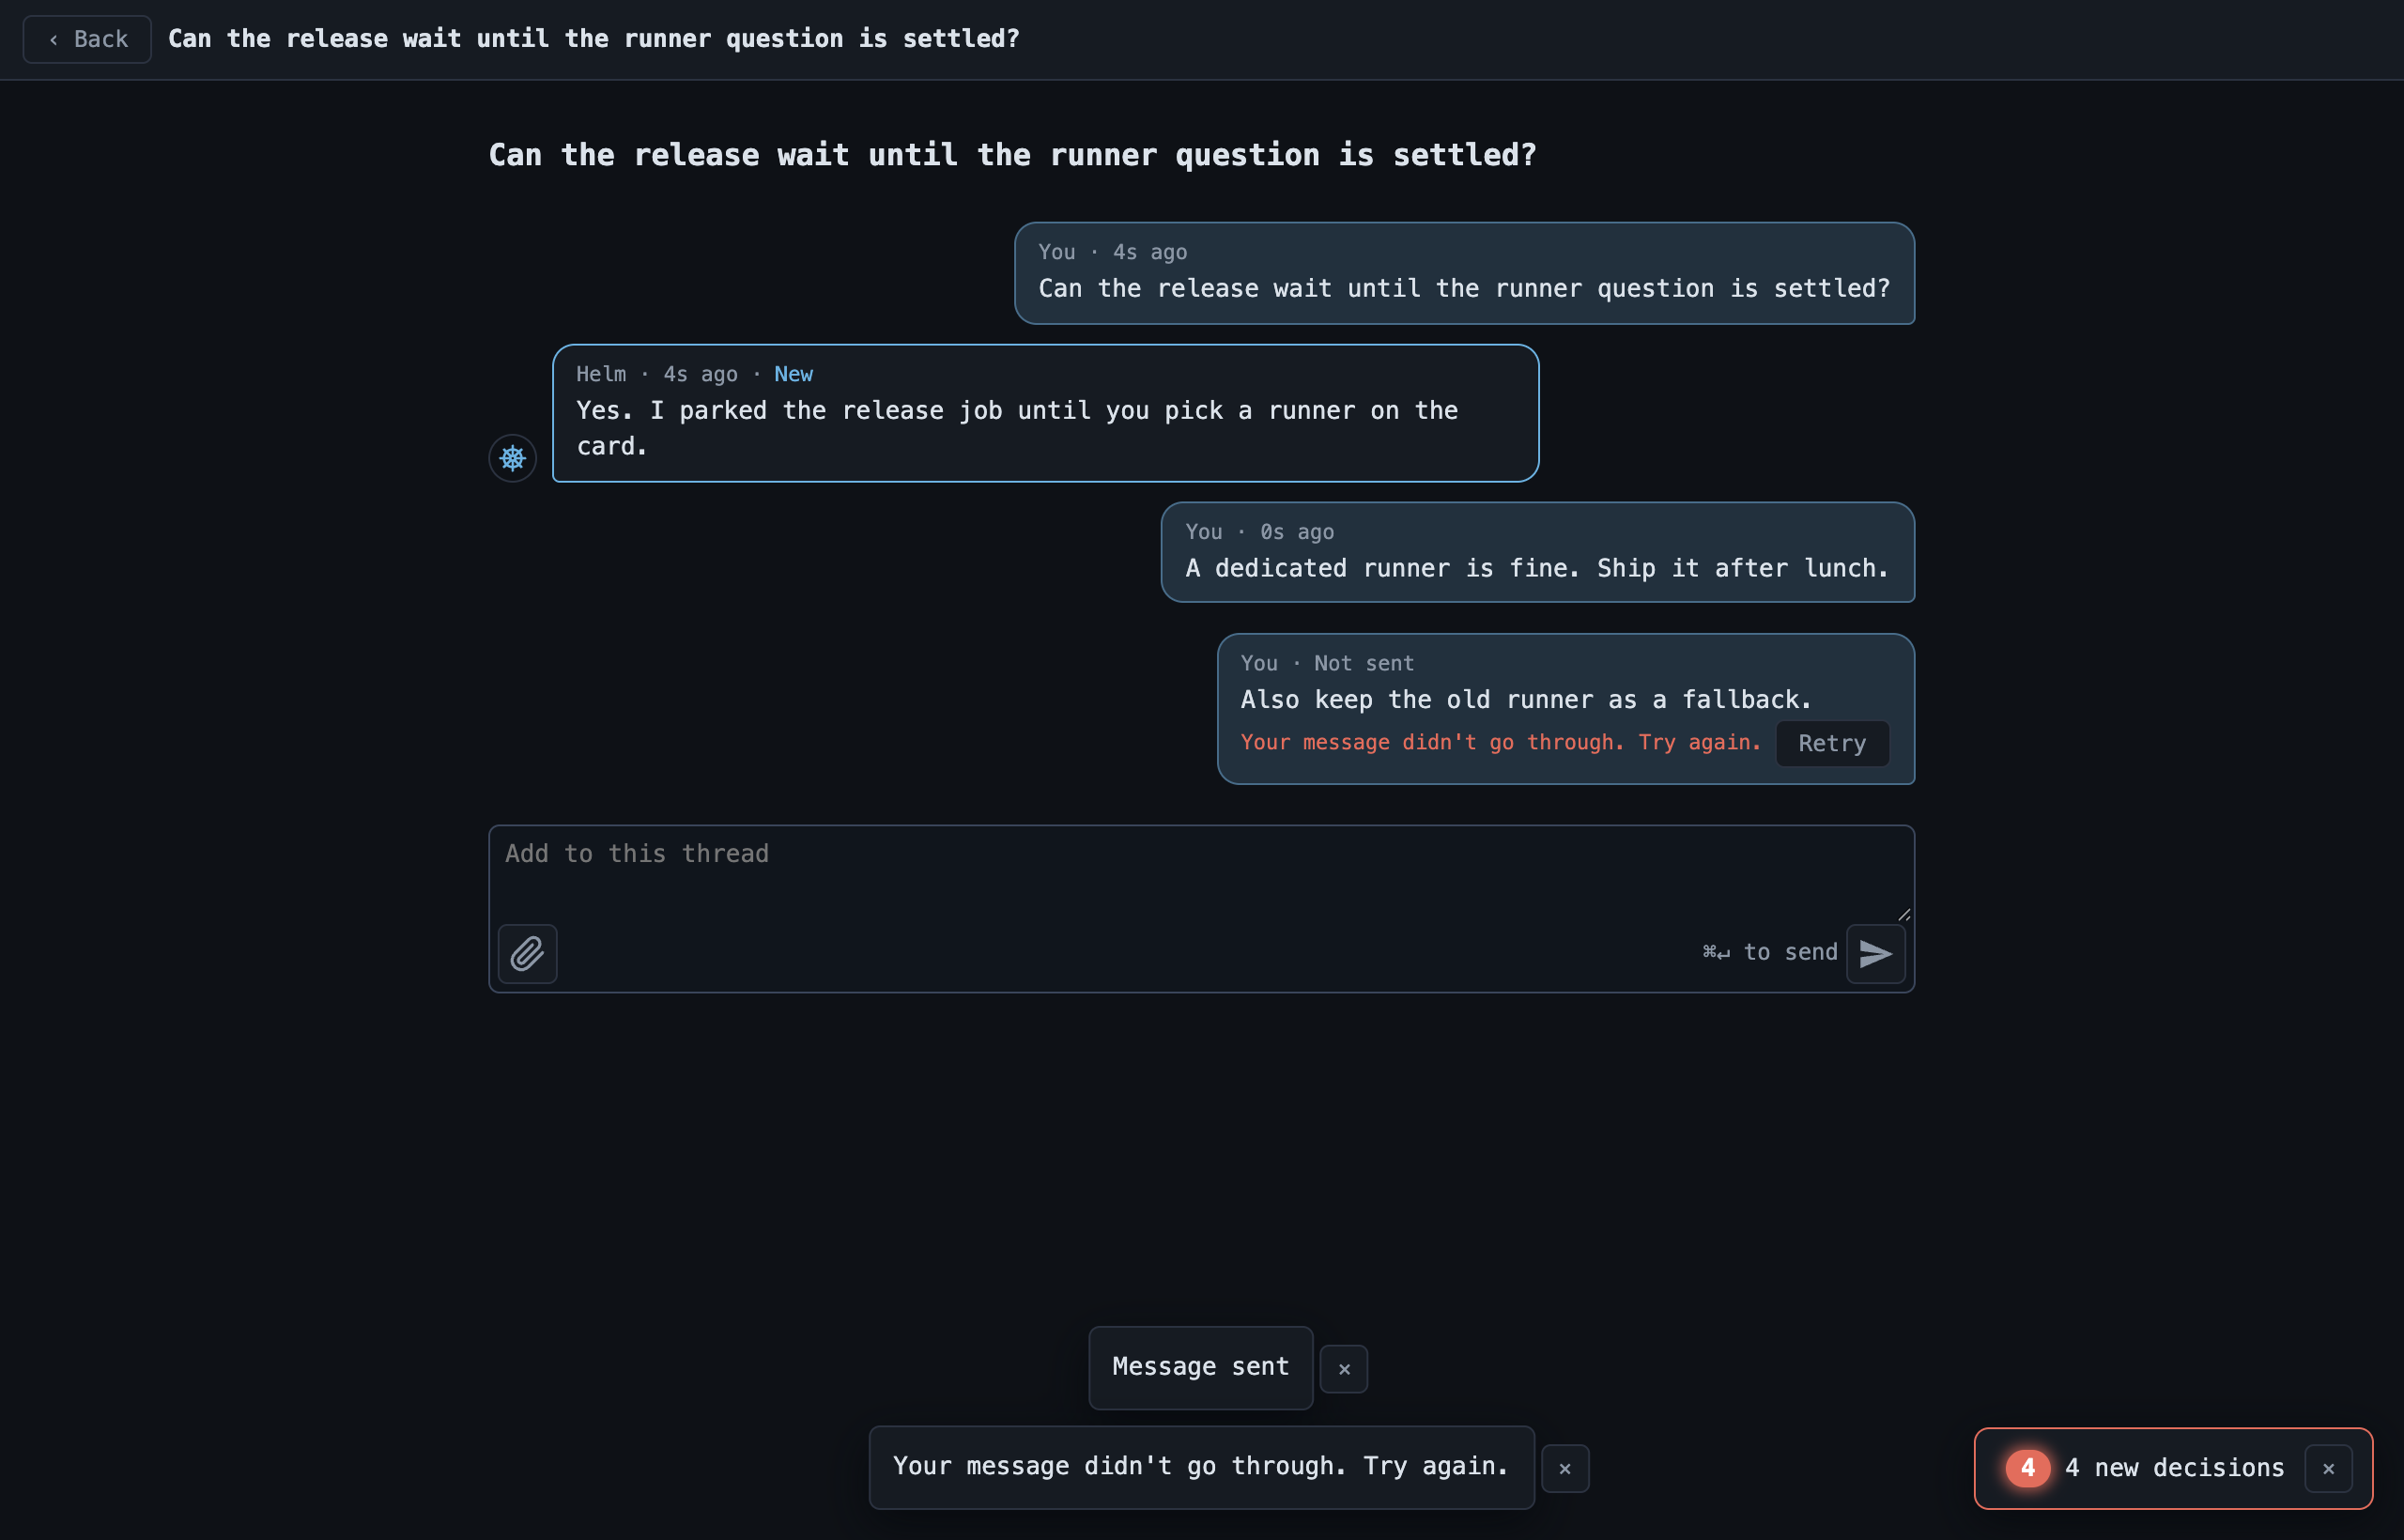 ‹ Back
Can the release wait until the runner question is settled?
Can the release wait until the runner question is settled?
You · 4s ago
Can the release wait until the runner question is settled?
Helm · 4s ago · New
Yes. I parked the release job until you pick a runner on the
card.
You · 0s ago
A dedicated runner is fine. Ship it after lunch.
You · Not sent
Also keep the old runner as a fallback.
Your message didn't go through. Try again.
Retry
Add to this thread
⌘↵ to send
Message sent
×
Your message didn't go through. Try again.
×
4
4 new decisions
×